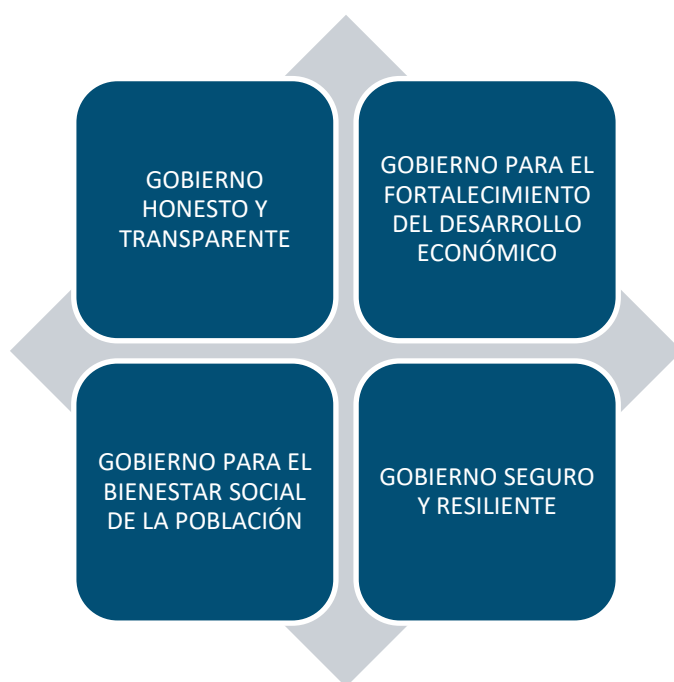 GOBIERNO
HONESTO Y
TRANSPARENTE
GOBIERNO PARA EL
FORTALECIMIENTO
DEL DESARROLLO
ECONÓMICO
GOBIERNO PARA EL
BIENESTAR SOCIAL
DE LA POBLACIÓN
GOBIERNO SEGURO
Y RESILIENTE